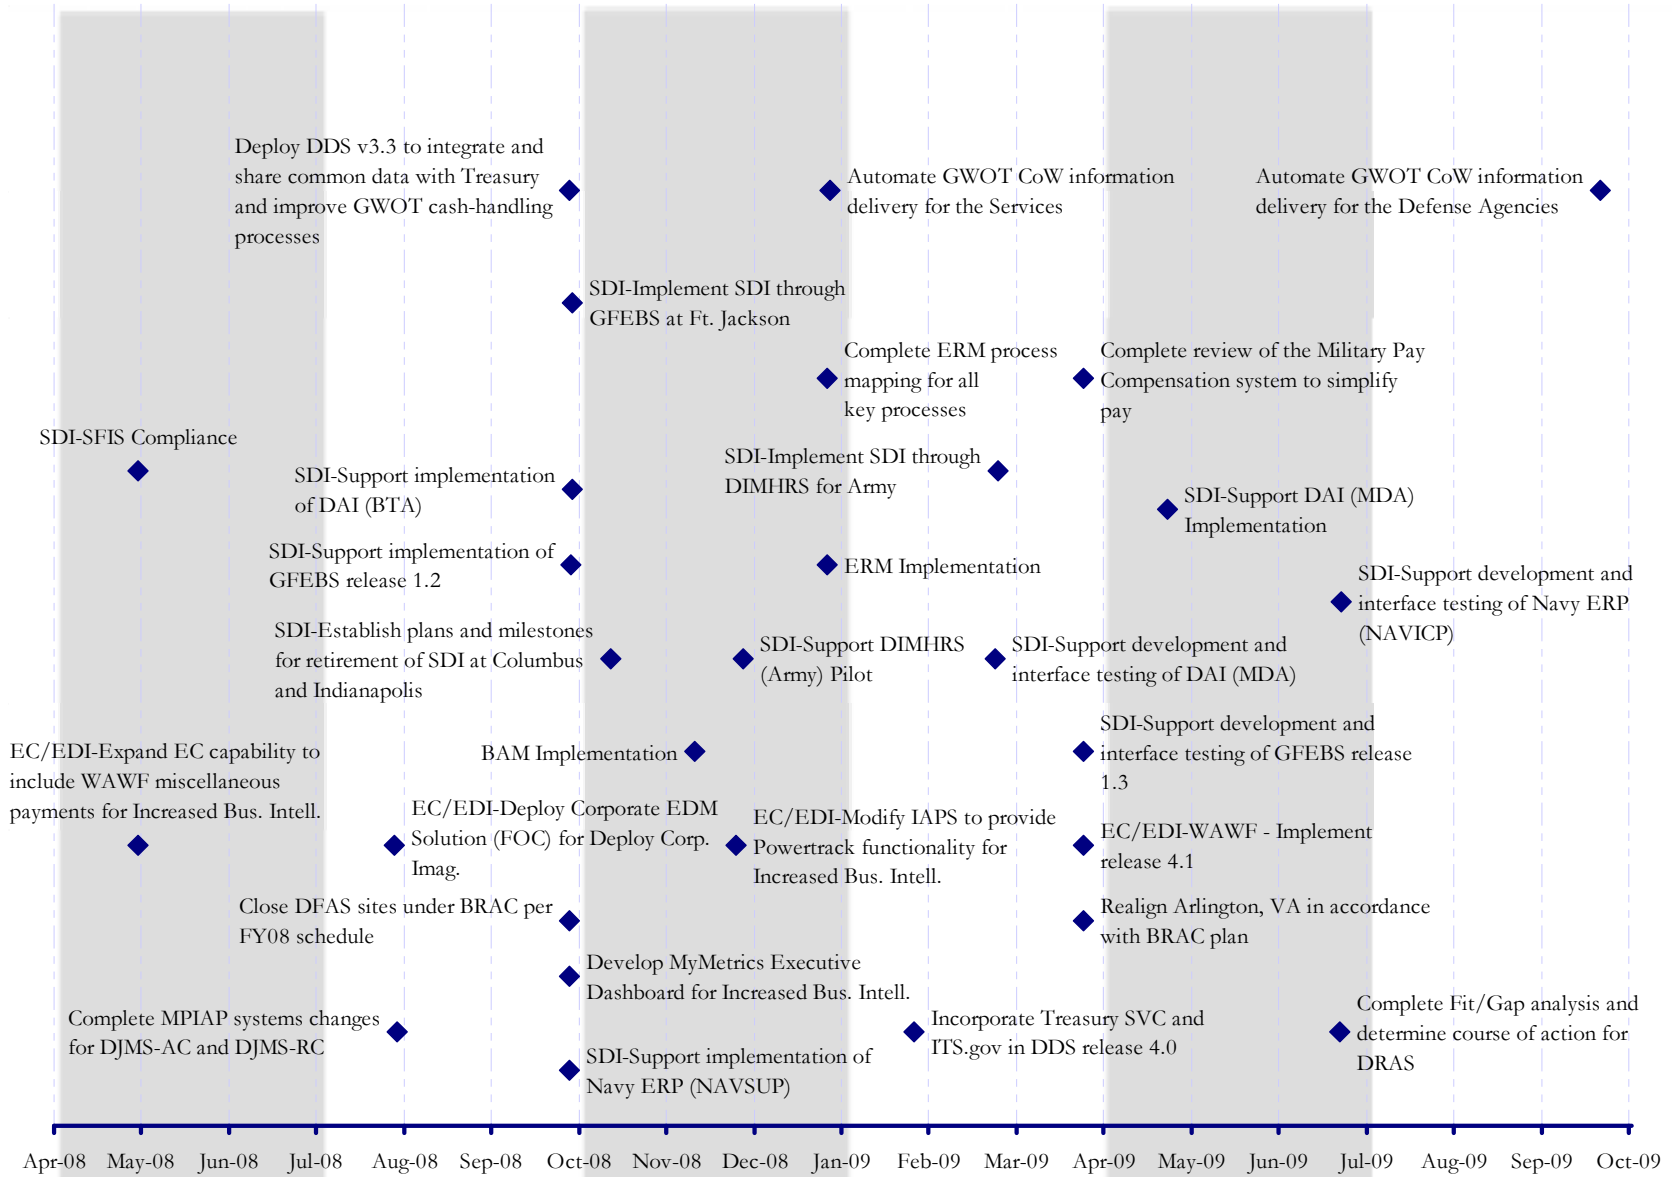 Deploy DDS v3.3 to integrate and
share common data with Treasury
and improve GWOT cash-handling
processes
Automate GWOT CoW information
delivery for the Services
Automate GWOT CoW information
delivery for the Defense Agencies
SDI-Implement SDI through
GFEBS at Ft. Jackson
Complete ERM process
mapping for all
key processes
Complete review of the Military Pay
Compensation system to simplify
pay
SDI-SFIS Compliance
SDI-Support implementation
of DAI (BTA)
SDI-Implement SDI through
DIMHRS for Army
SDI-Support DAI (MDA)
Implementation
SDI-Support implementation of
GFEBS release 1.2
ERM Implementation
SDI-Support development and
interface testing of Navy ERP
(NAVICP)
SDI-Establish plans and milestones
for retirement of SDI at Columbus
and Indianapolis
SDI-Support DIMHRS
(Army) Pilot
SDI-Support development and
interface testing of DAI (MDA)
EC/EDI-Expand EC capability to
include WAWF miscellaneous
payments for Increased Bus. Intell.
BAM Implementation
SDI-Support development and
interface testing of GFEBS release
1.3
EC/EDI-Deploy Corporate EDM
Solution (FOC) for Deploy Corp.
Imag.
EC/EDI-Modify IAPS to provide
Powertrack functionality for
Increased Bus. Intell.
EC/EDI-WAWF - Implement
release 4.1
Close DFAS sites under BRAC per
FY08 schedule
Realign Arlington, VA in accordance
with BRAC plan
Develop MyMetrics Executive
Dashboard for Increased Bus. Intell.
Complete MPIAP systems changes
for DJMS-AC and DJMS-RC
Incorporate Treasury SVC and
ITS.gov in DDS release 4.0
Complete Fit/Gap analysis and
determine course of action for
DRAS
SDI-Support implementation of
Navy ERP (NAVSUP)
Apr-08 May-08 Jun-08 Jul-08 Aug-08 Sep-08 Oct-08 Nov-08 Dec-08 Jan-09 Feb-09 Mar-09 Apr-09 May-09 Jun-09 Jul-09 Aug-09 Sep-09 Oct-09